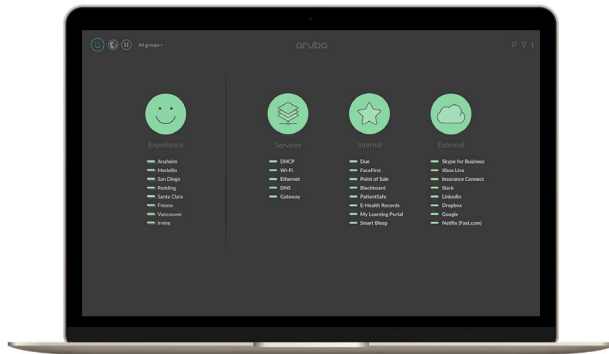 All groups
aruba
Experience
Anaheim
Medellin
San Diego
Redding
Santa Clara
Fresno
Vancouver
Irvine
Services
DHCP
Wi-Fi
Ethernet
DNS
Gateway
Internal
Due
FaceFirst
Point of Sale
Blackboard
PatientSafe
E-Health Records
My Learning Portal
Smart Bleep
External
Skype for Business
Xbox Live
Insurance Connect
Slack
LinkedIn
Dropbox
Google
Netflix (Fast.com)